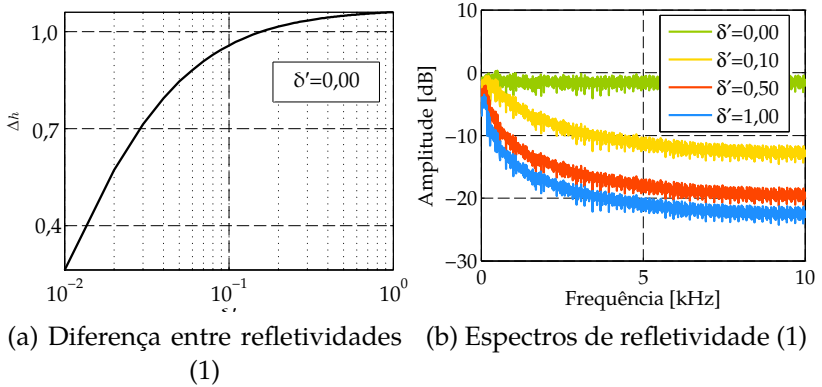 1,0
0,7
0,4
Δh
δ′=0,00
10⁻²
10⁻¹
10⁰
(a) Diferença entre refletividades
(1)
10
0
−10
−20
−30
Amplitude [dB]
δ′=0,00
δ′=0,10
δ′=0,50
δ′=1,00
0
5
10
Frequência [kHz]
(b) Espectros de refletividade (1)